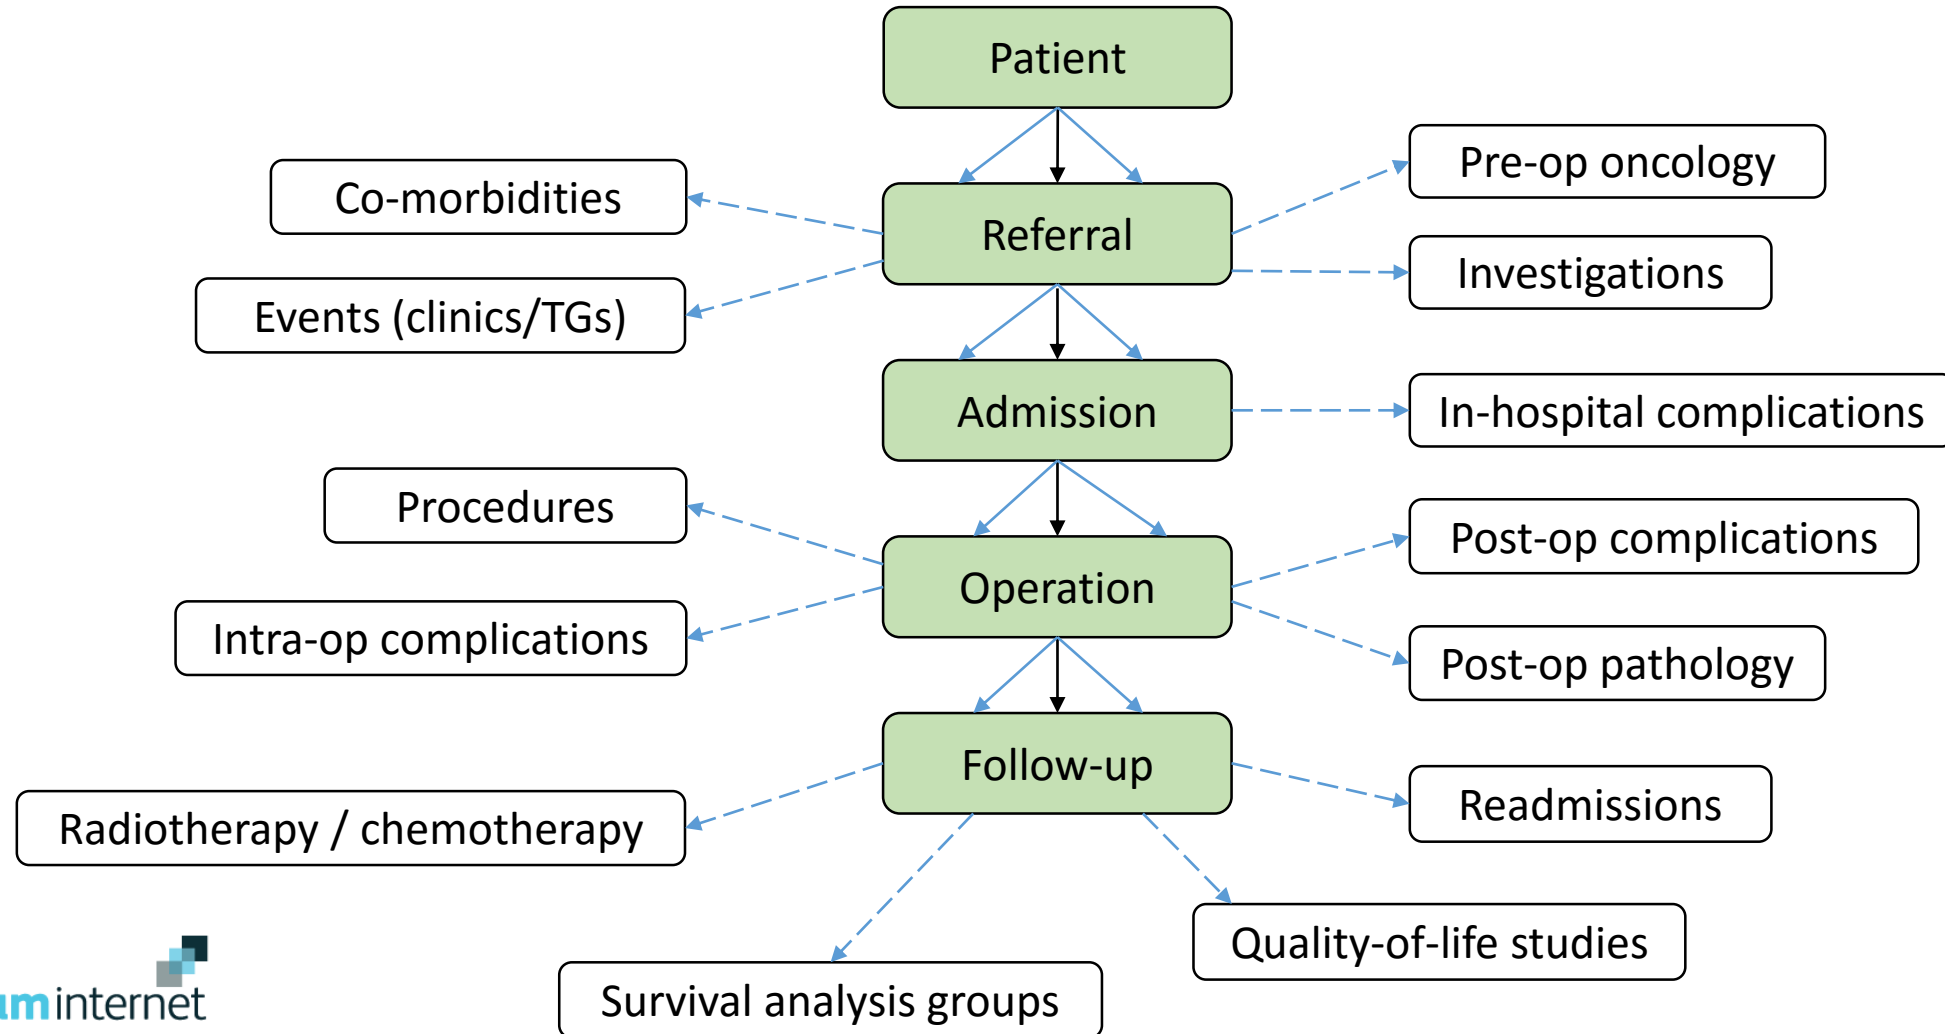 Patient
Pre-op oncology
Co-morbidities
Referral
Investigations
Events (clinics/TGs)
Admission
In-hospital complications
Procedures
Post-op complications
Operation
Intra-op complications
Post-op pathology
Follow-up
Readmissions
Radiotherapy / chemotherapy
Quality-of-life studies
Survival analysis groups
internet